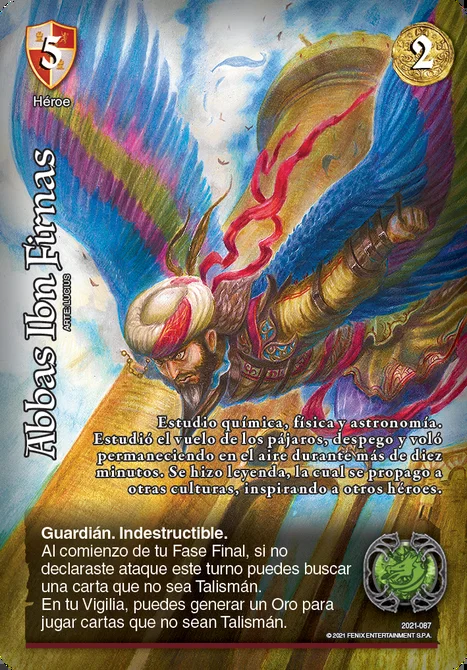 5
2
Héroe
Abbas Ibn Firnas
ARTE: LUCIUS
Estudio química, física y astronomía.
Estudió el vuelo de los pájaros, despego y voló
permaneciendo en el aire durante más de diez
minutos. Se hizo leyenda, la cual se propago a
otras culturas, inspirando a otros héroes.
Guardián. Indestructible.
Al comienzo de tu Fase Final, si no
declaraste ataque este turno puedes buscar
una carta que no sea Talismán.
En tu Vigilia, puedes generar un Oro para
jugar cartas que no sean Talismán.
2021-087
© 2021 FENIX ENTERTAINMENT S.P.A.